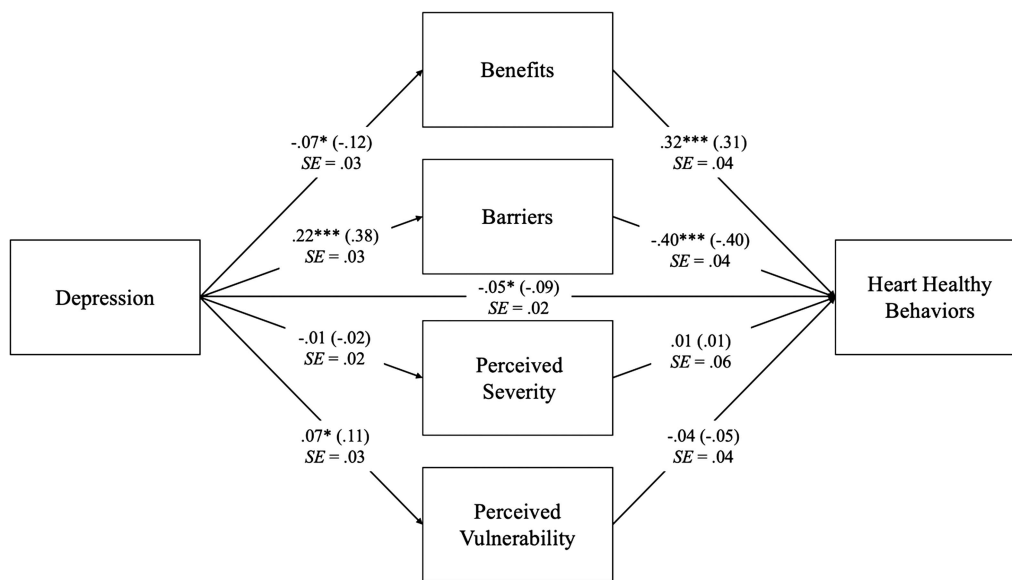 Benefits
-.07* (-.12)
SE = .03
.32*** (.31)
SE = .04
Barriers
.22*** (.38)
SE = .03
-.40*** (-.40)
SE = .04
Depression
-.05* (-.09)
SE = .02
Heart Healthy
Behaviors
-.01 (-.02)
SE = .02
Perceived
Severity
.01 (.01)
SE = .06
.07* (.11)
SE = .03
-.04 (-.05)
SE = .04
Perceived
Vulnerability